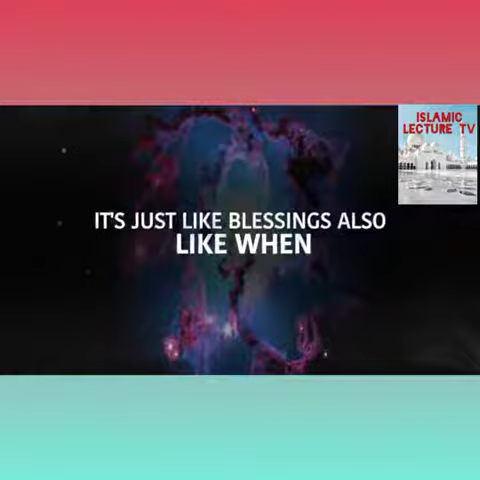 ISLAMIC
LECTURE TV
IT'S JUST LIKE BLESSINGS ALSO
LIKE WHEN